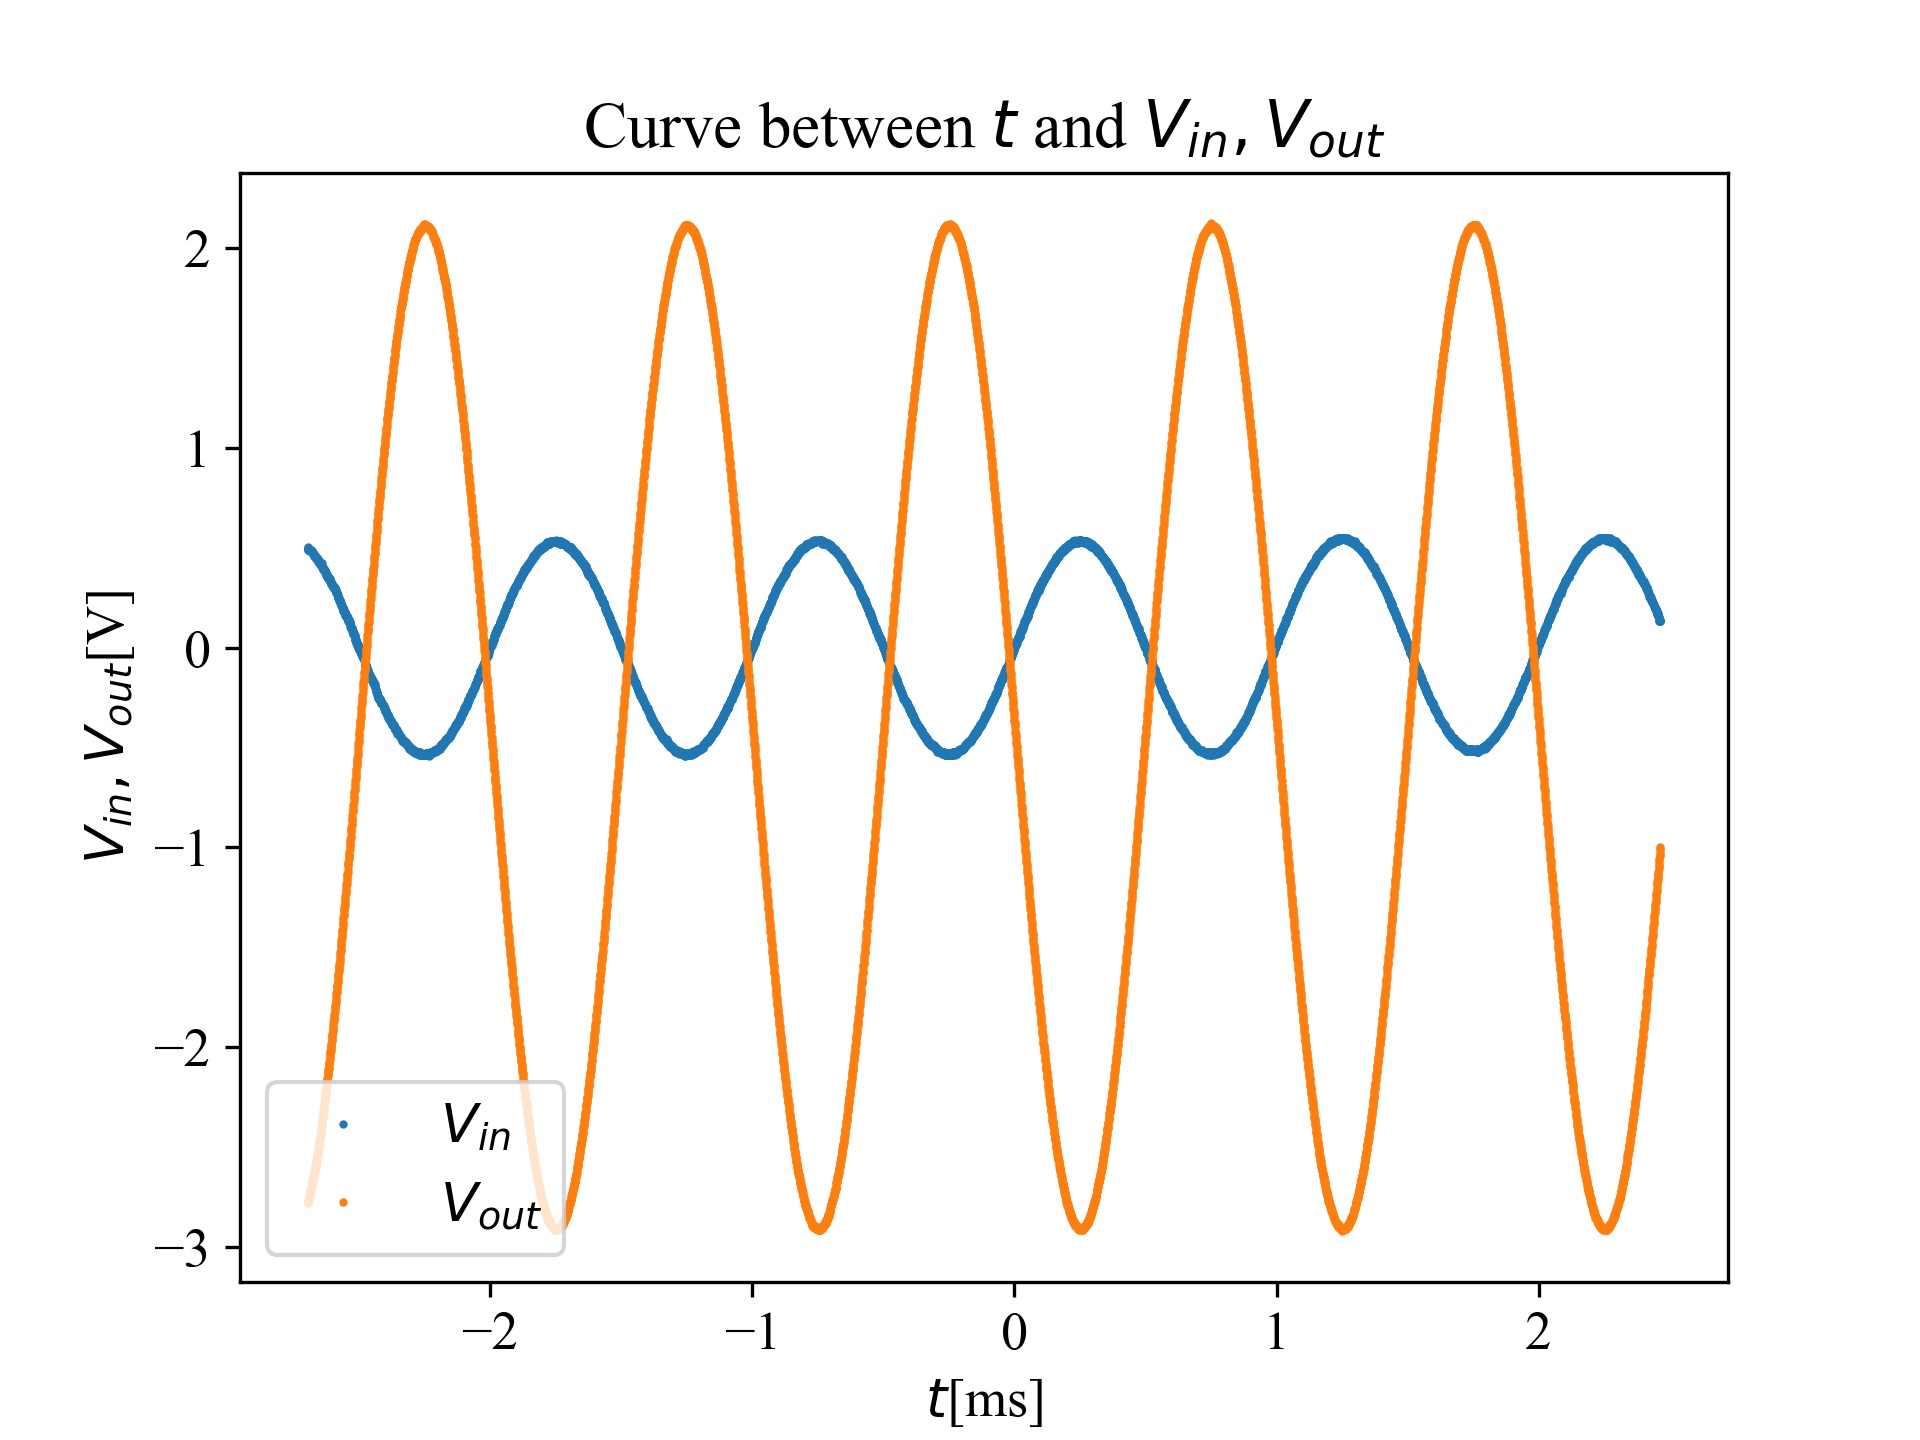 Curve between t and V_in, V_out
V_in, V_out[V]
2
1
0
−1
−2
−3
V_in
V_out
−2 −1 0 1 2
t[ms]